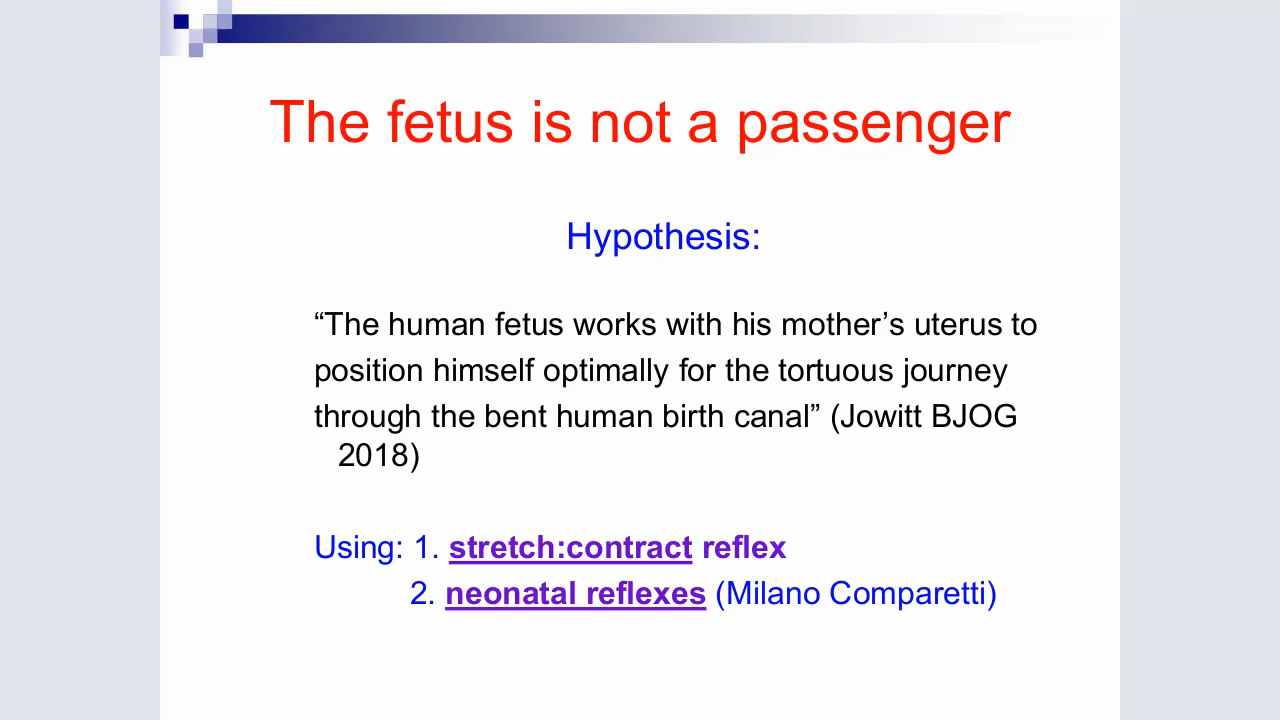 The fetus is not a passenger
Hypothesis:
“The human fetus works with his mother’s uterus to
position himself optimally for the tortuous journey
through the bent human birth canal” (Jowitt BJOG
2018)
Using: 1. stretch:contract reflex
2. neonatal reflexes (Milano Comparetti)